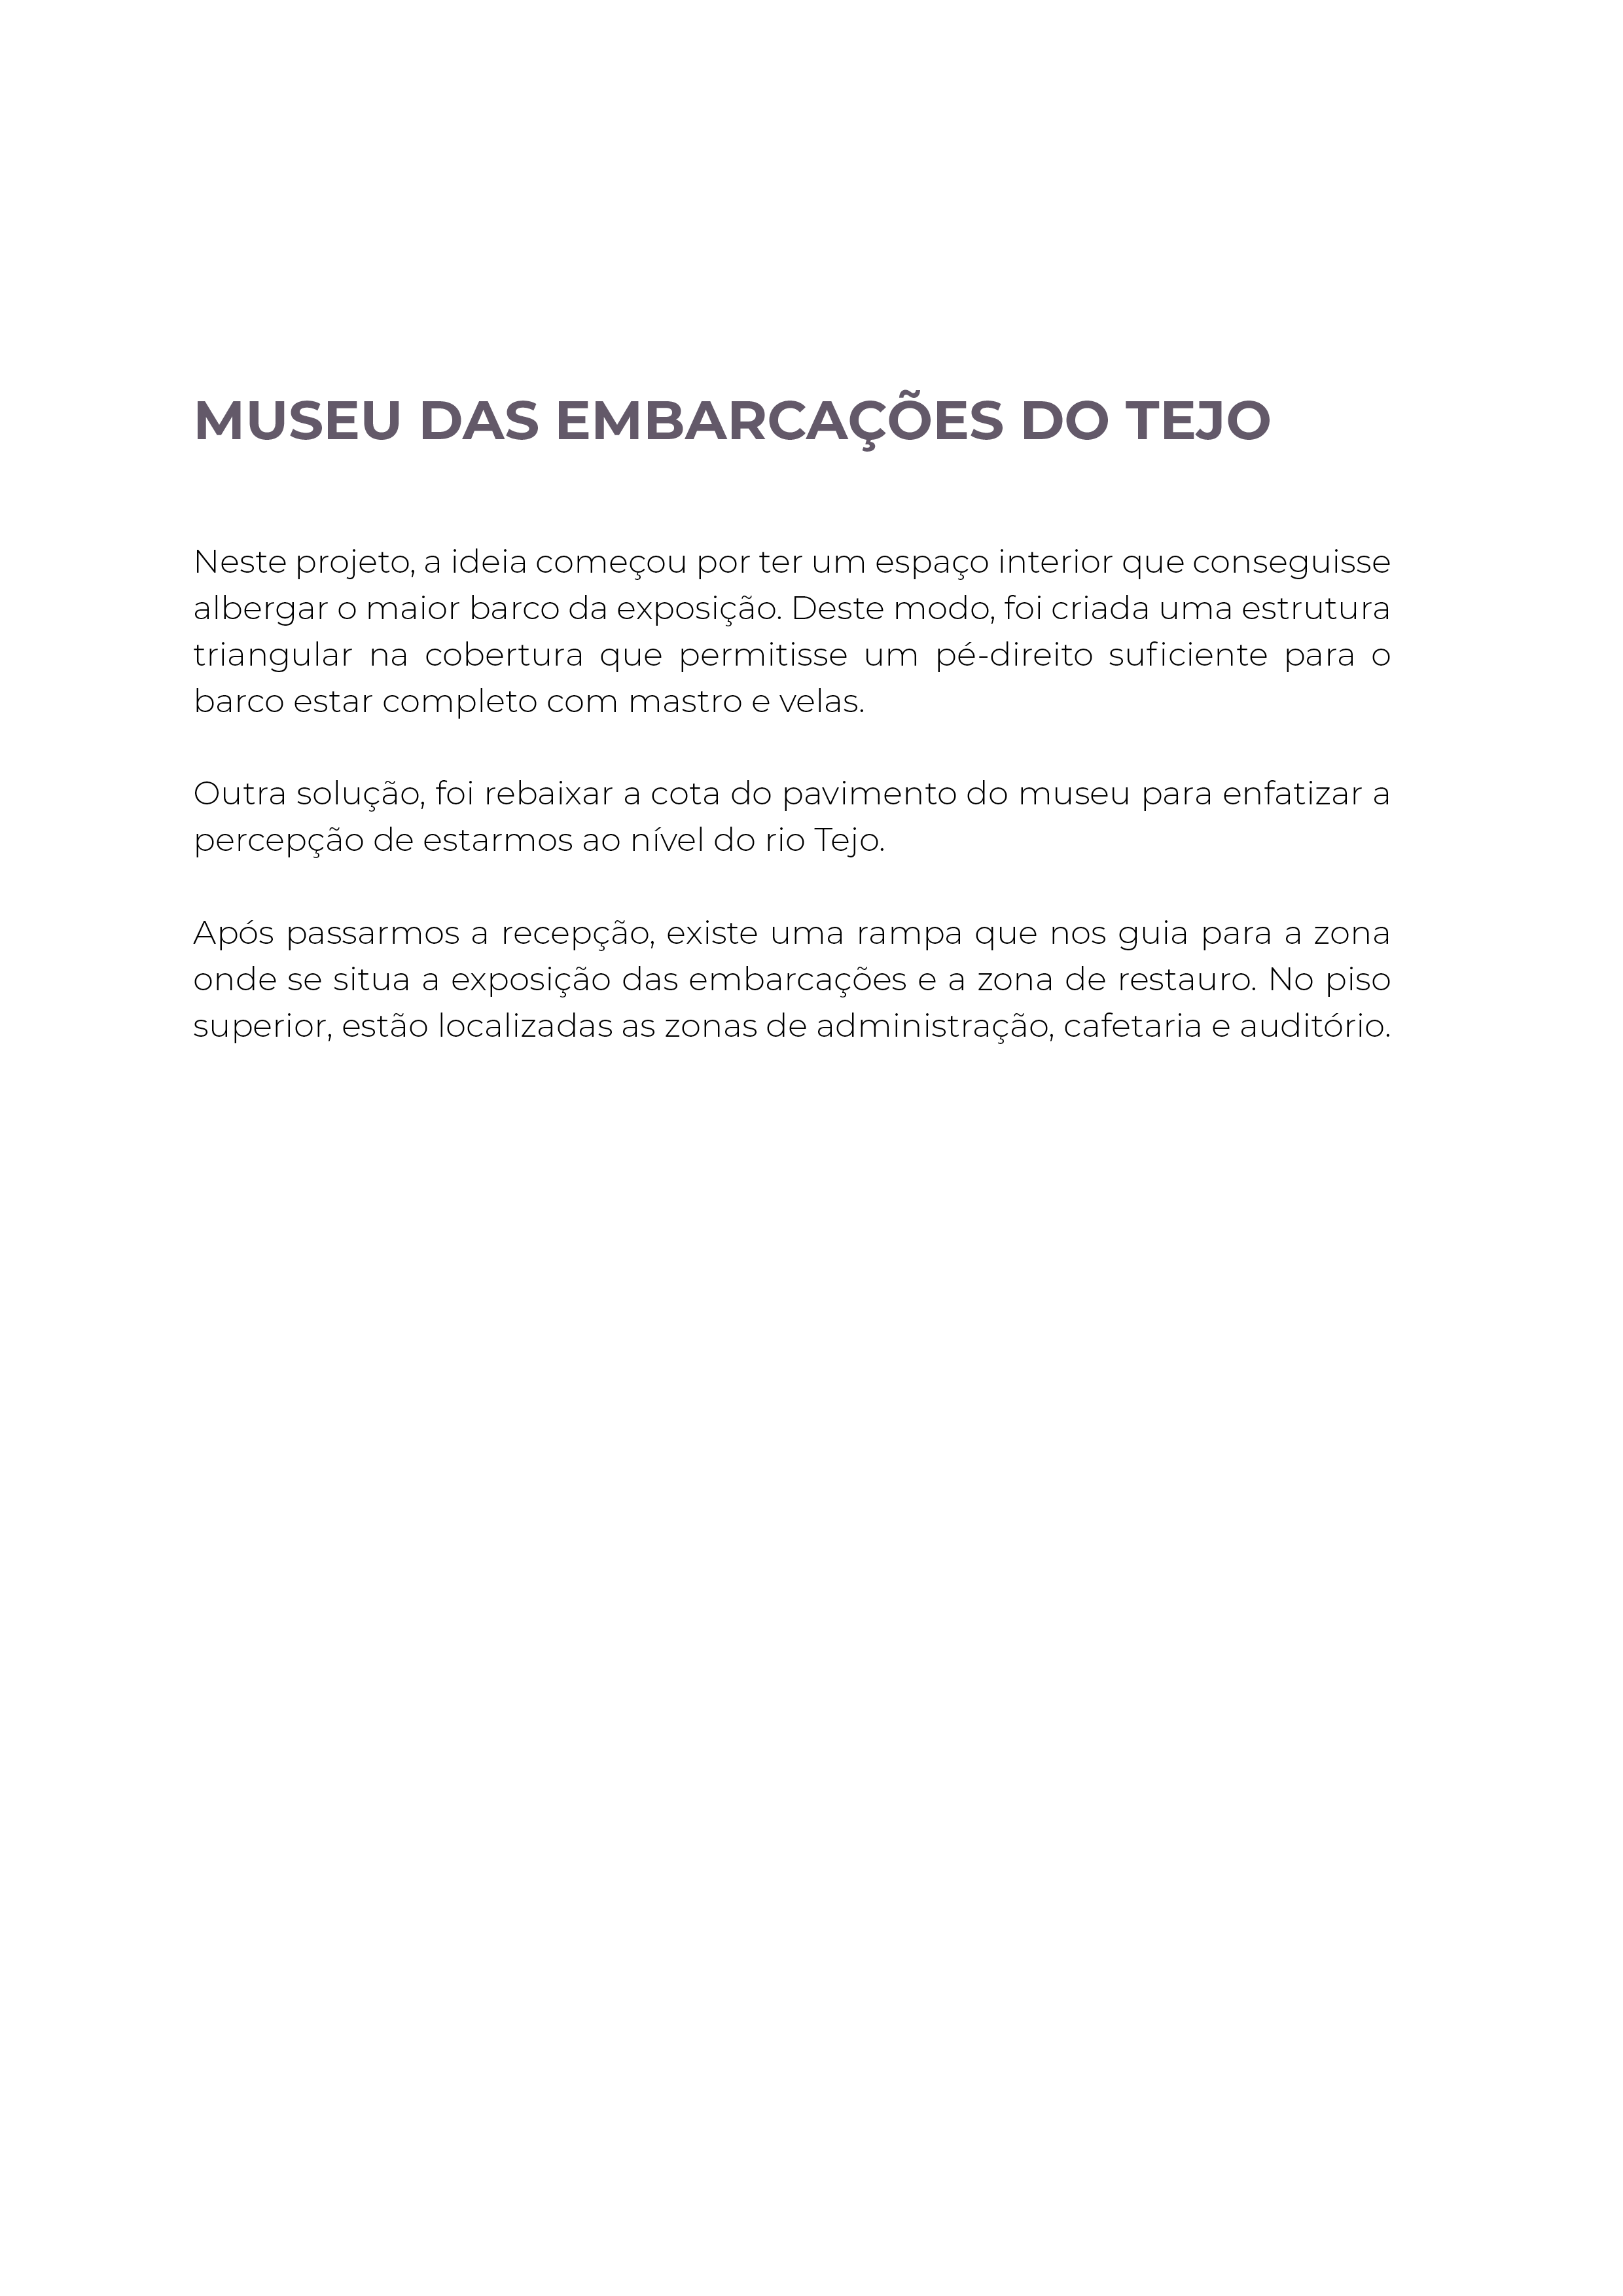 MUSEU DAS EMBARCAÇÕES DO TEJO
Neste projeto, a ideia começou por ter um espaço interior que conseguisse
albergar o maior barco da exposição. Deste modo, foi criada uma estrutura
triangular na cobertura que permitisse um pé-direito suficiente para o
barco estar completo com mastro e velas.
Outra solução, foi rebaixar a cota do pavimento do museu para enfatizar a
percepção de estarmos ao nível do rio Tejo.
Após passarmos a recepção, existe uma rampa que nos guia para a zona
onde se situa a exposição das embarcações e a zona de restauro. No piso
superior, estão localizadas as zonas de administração, cafetaria e auditório.